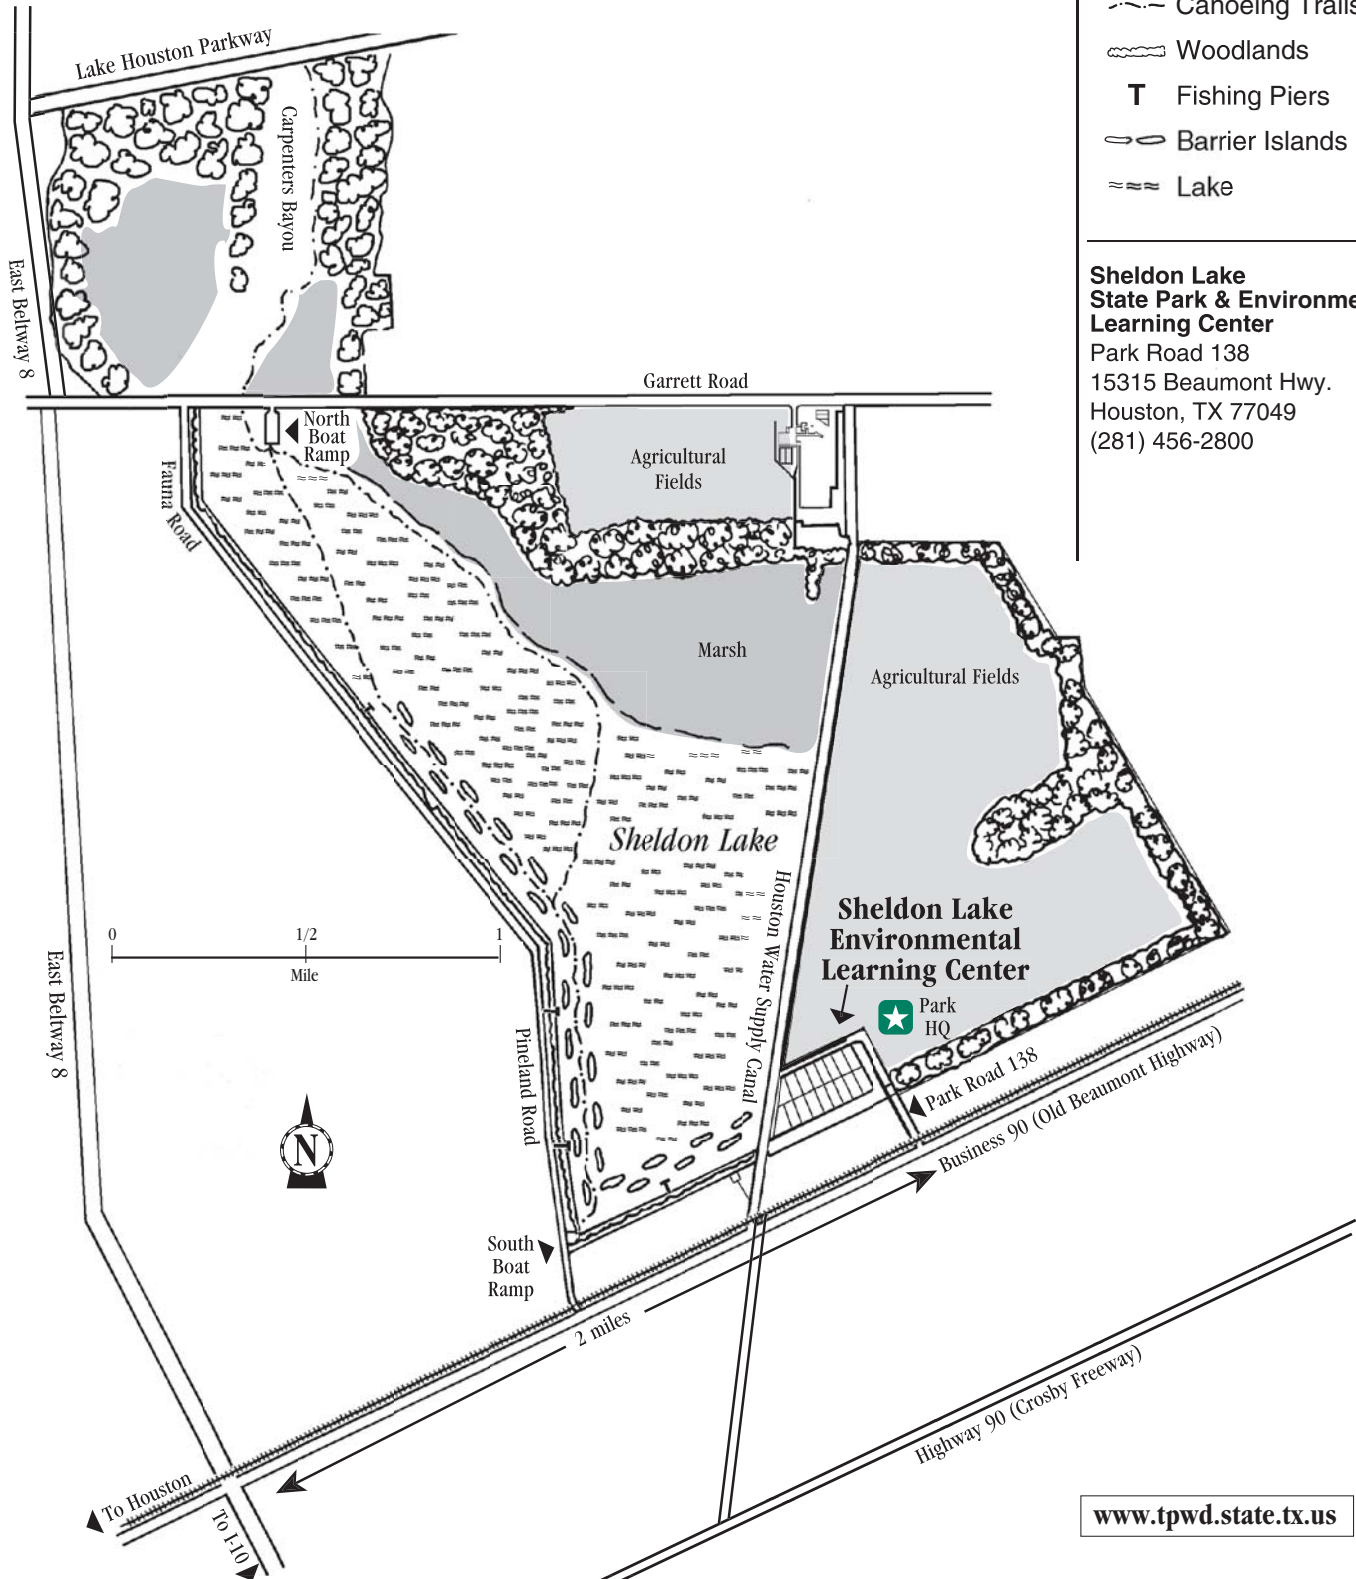 Canoeing Trails
Woodlands
T Fishing Piers
Barrier Islands
Lake
Sheldon Lake
State Park & Environme
Learning Center
Park Road 138
15315 Beaumont Hwy.
Houston, TX 77049
(281) 456-2800
Lake Houston Parkway
Carpenters Bayou
East Beltway 8
Garrett Road
North
Boat
Ramp
Fauna Road
Agricultural
Fields
Marsh
Agricultural Fields
Sheldon Lake
Houston Water Supply Canal
Sheldon Lake
Environmental
Learning Center
Park
HQ
0 1/2 1
Mile
East Beltway 8
Pineland Road
Park Road 138
Business 90 (Old Beaumont Highway)
N
South
Boat
Ramp
2 miles
Highway 90 (Crosby Freeway)
To Houston
To I-10
www.tpwd.state.tx.us